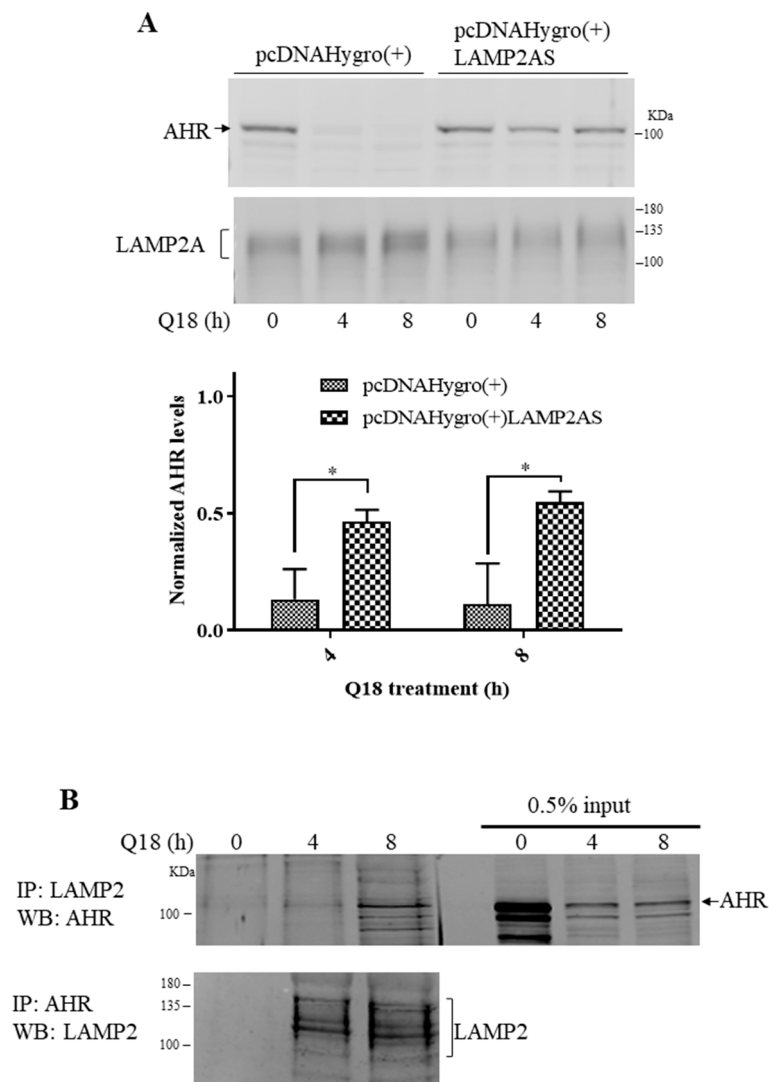 A
pcDNAHygro(+)
pcDNAHygro(+)
LAMP2AS
AHR
KDa
100
LAMP2A
180
135
100
Q18 (h) 0 4 8 0 4 8
1.0
0.5
0.0
Normalized AHR levels
pcDNAHygro(+)
pcDNAHygro(+)LAMP2AS
*
*
4 8
Q18 treatment (h)
B
0.5% input
Q18 (h) 0 4 8 0 4 8
KDa
IP: LAMP2
WB: AHR
100
AHR
180
135
100
IP: AHR
WB: LAMP2
LAMP2